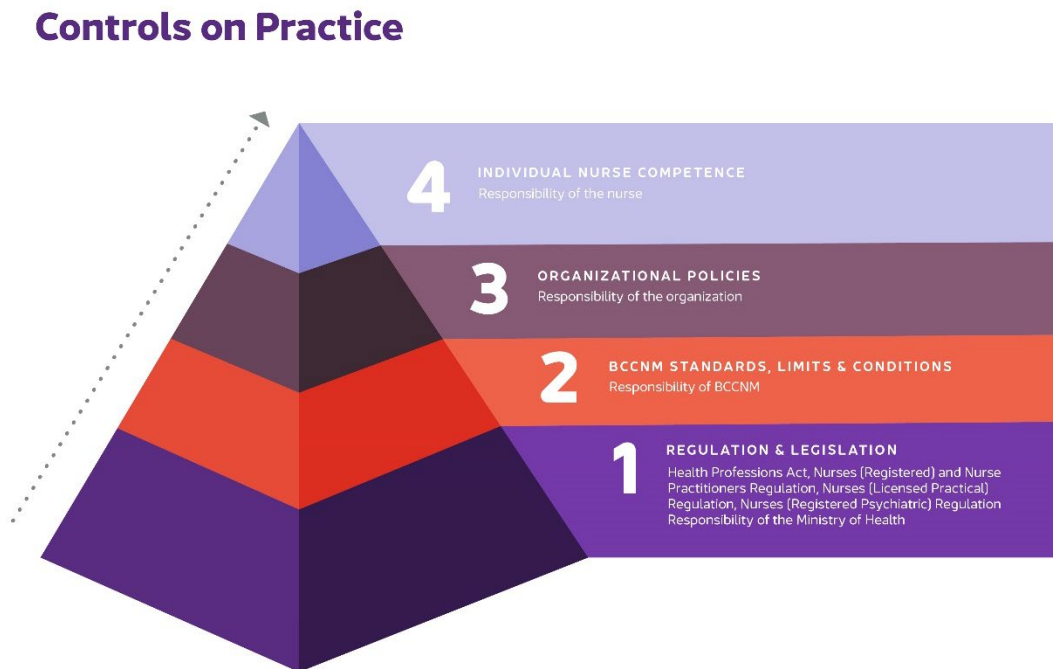 Controls on Practice
4
INDIVIDUAL NURSE COMPETENCE
Responsibility of the nurse
3
ORGANIZATIONAL POLICIES
Responsibility of the organization
2
BCCNM STANDARDS, LIMITS & CONDITIONS
Responsibility of BCCNM
1
REGULATION & LEGISLATION
Health Professions Act, Nurses (Registered) and Nurse
Practitioners Regulation, Nurses (Licensed Practical)
Regulation, Nurses (Registered Psychiatric) Regulation
Responsibility of the Ministry of Health